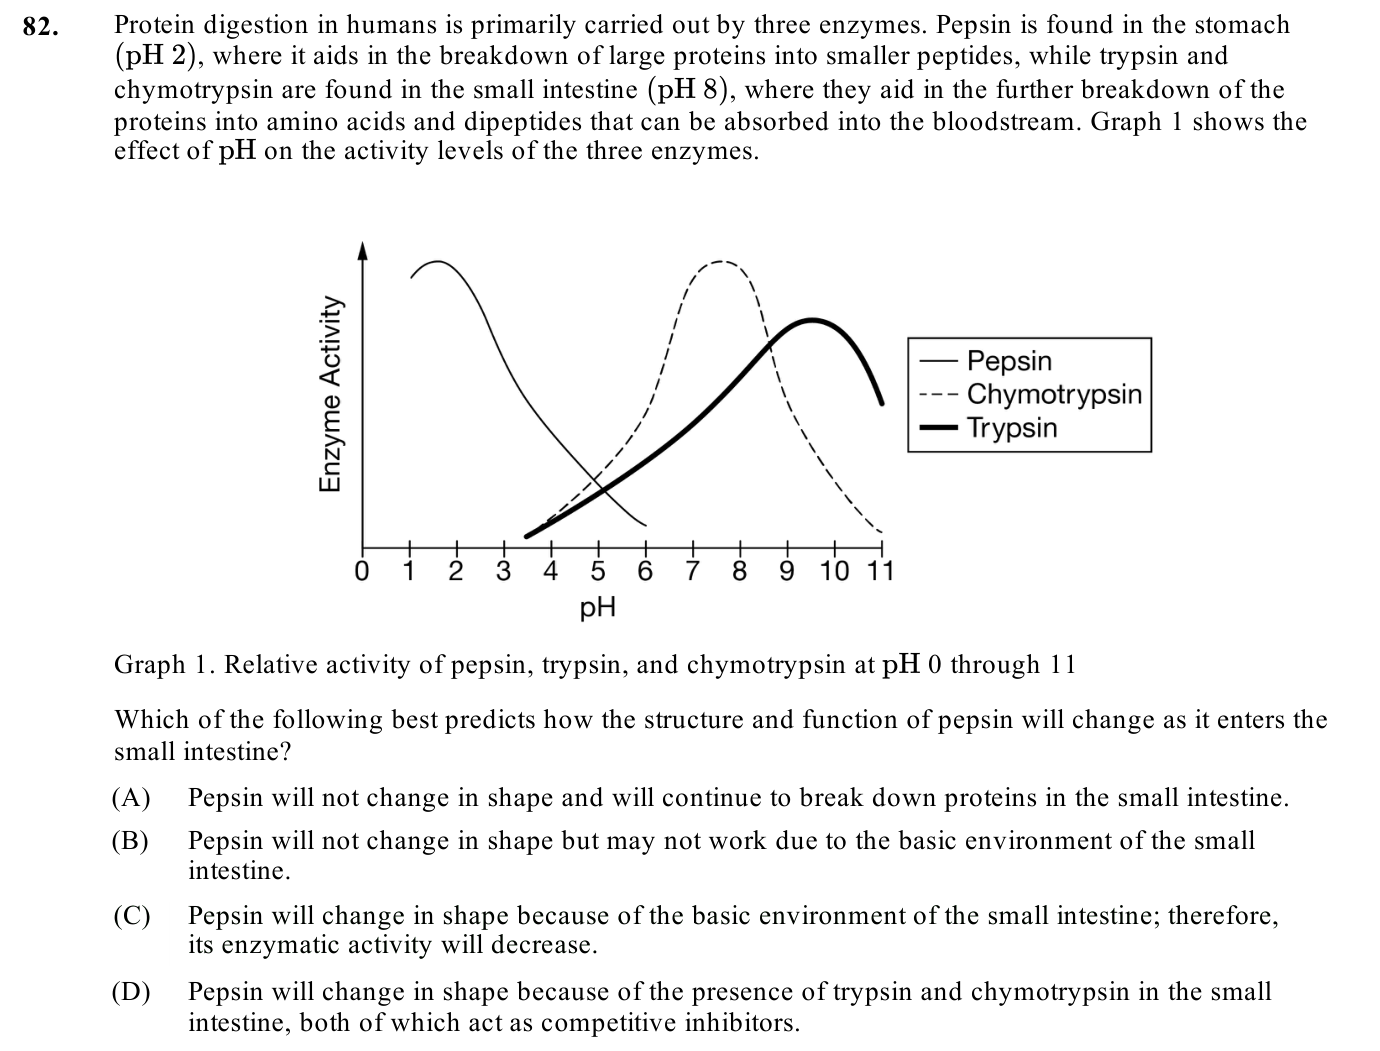 82. Protein digestion in humans is primarily carried out by three enzymes. Pepsin is found in the stomach
(pH 2), where it aids in the breakdown of large proteins into smaller peptides, while trypsin and
chymotrypsin are found in the small intestine (pH 8), where they aid in the further breakdown of the
proteins into amino acids and dipeptides that can be absorbed into the bloodstream. Graph 1 shows the
effect of pH on the activity levels of the three enzymes.
Enzyme Activity
Pepsin
Chymotrypsin
Trypsin
0 1 2 3 4 5 6 7 8 9 10 11
pH
Graph 1. Relative activity of pepsin, trypsin, and chymotrypsin at pH 0 through 11
Which of the following best predicts how the structure and function of pepsin will change as it enters the
small intestine?
(A) Pepsin will not change in shape and will continue to break down proteins in the small intestine.
(B) Pepsin will not change in shape but may not work due to the basic environment of the small
intestine.
(C) Pepsin will change in shape because of the basic environment of the small intestine; therefore,
its enzymatic activity will decrease.
(D) Pepsin will change in shape because of the presence of trypsin and chymotrypsin in the small
intestine, both of which act as competitive inhibitors.